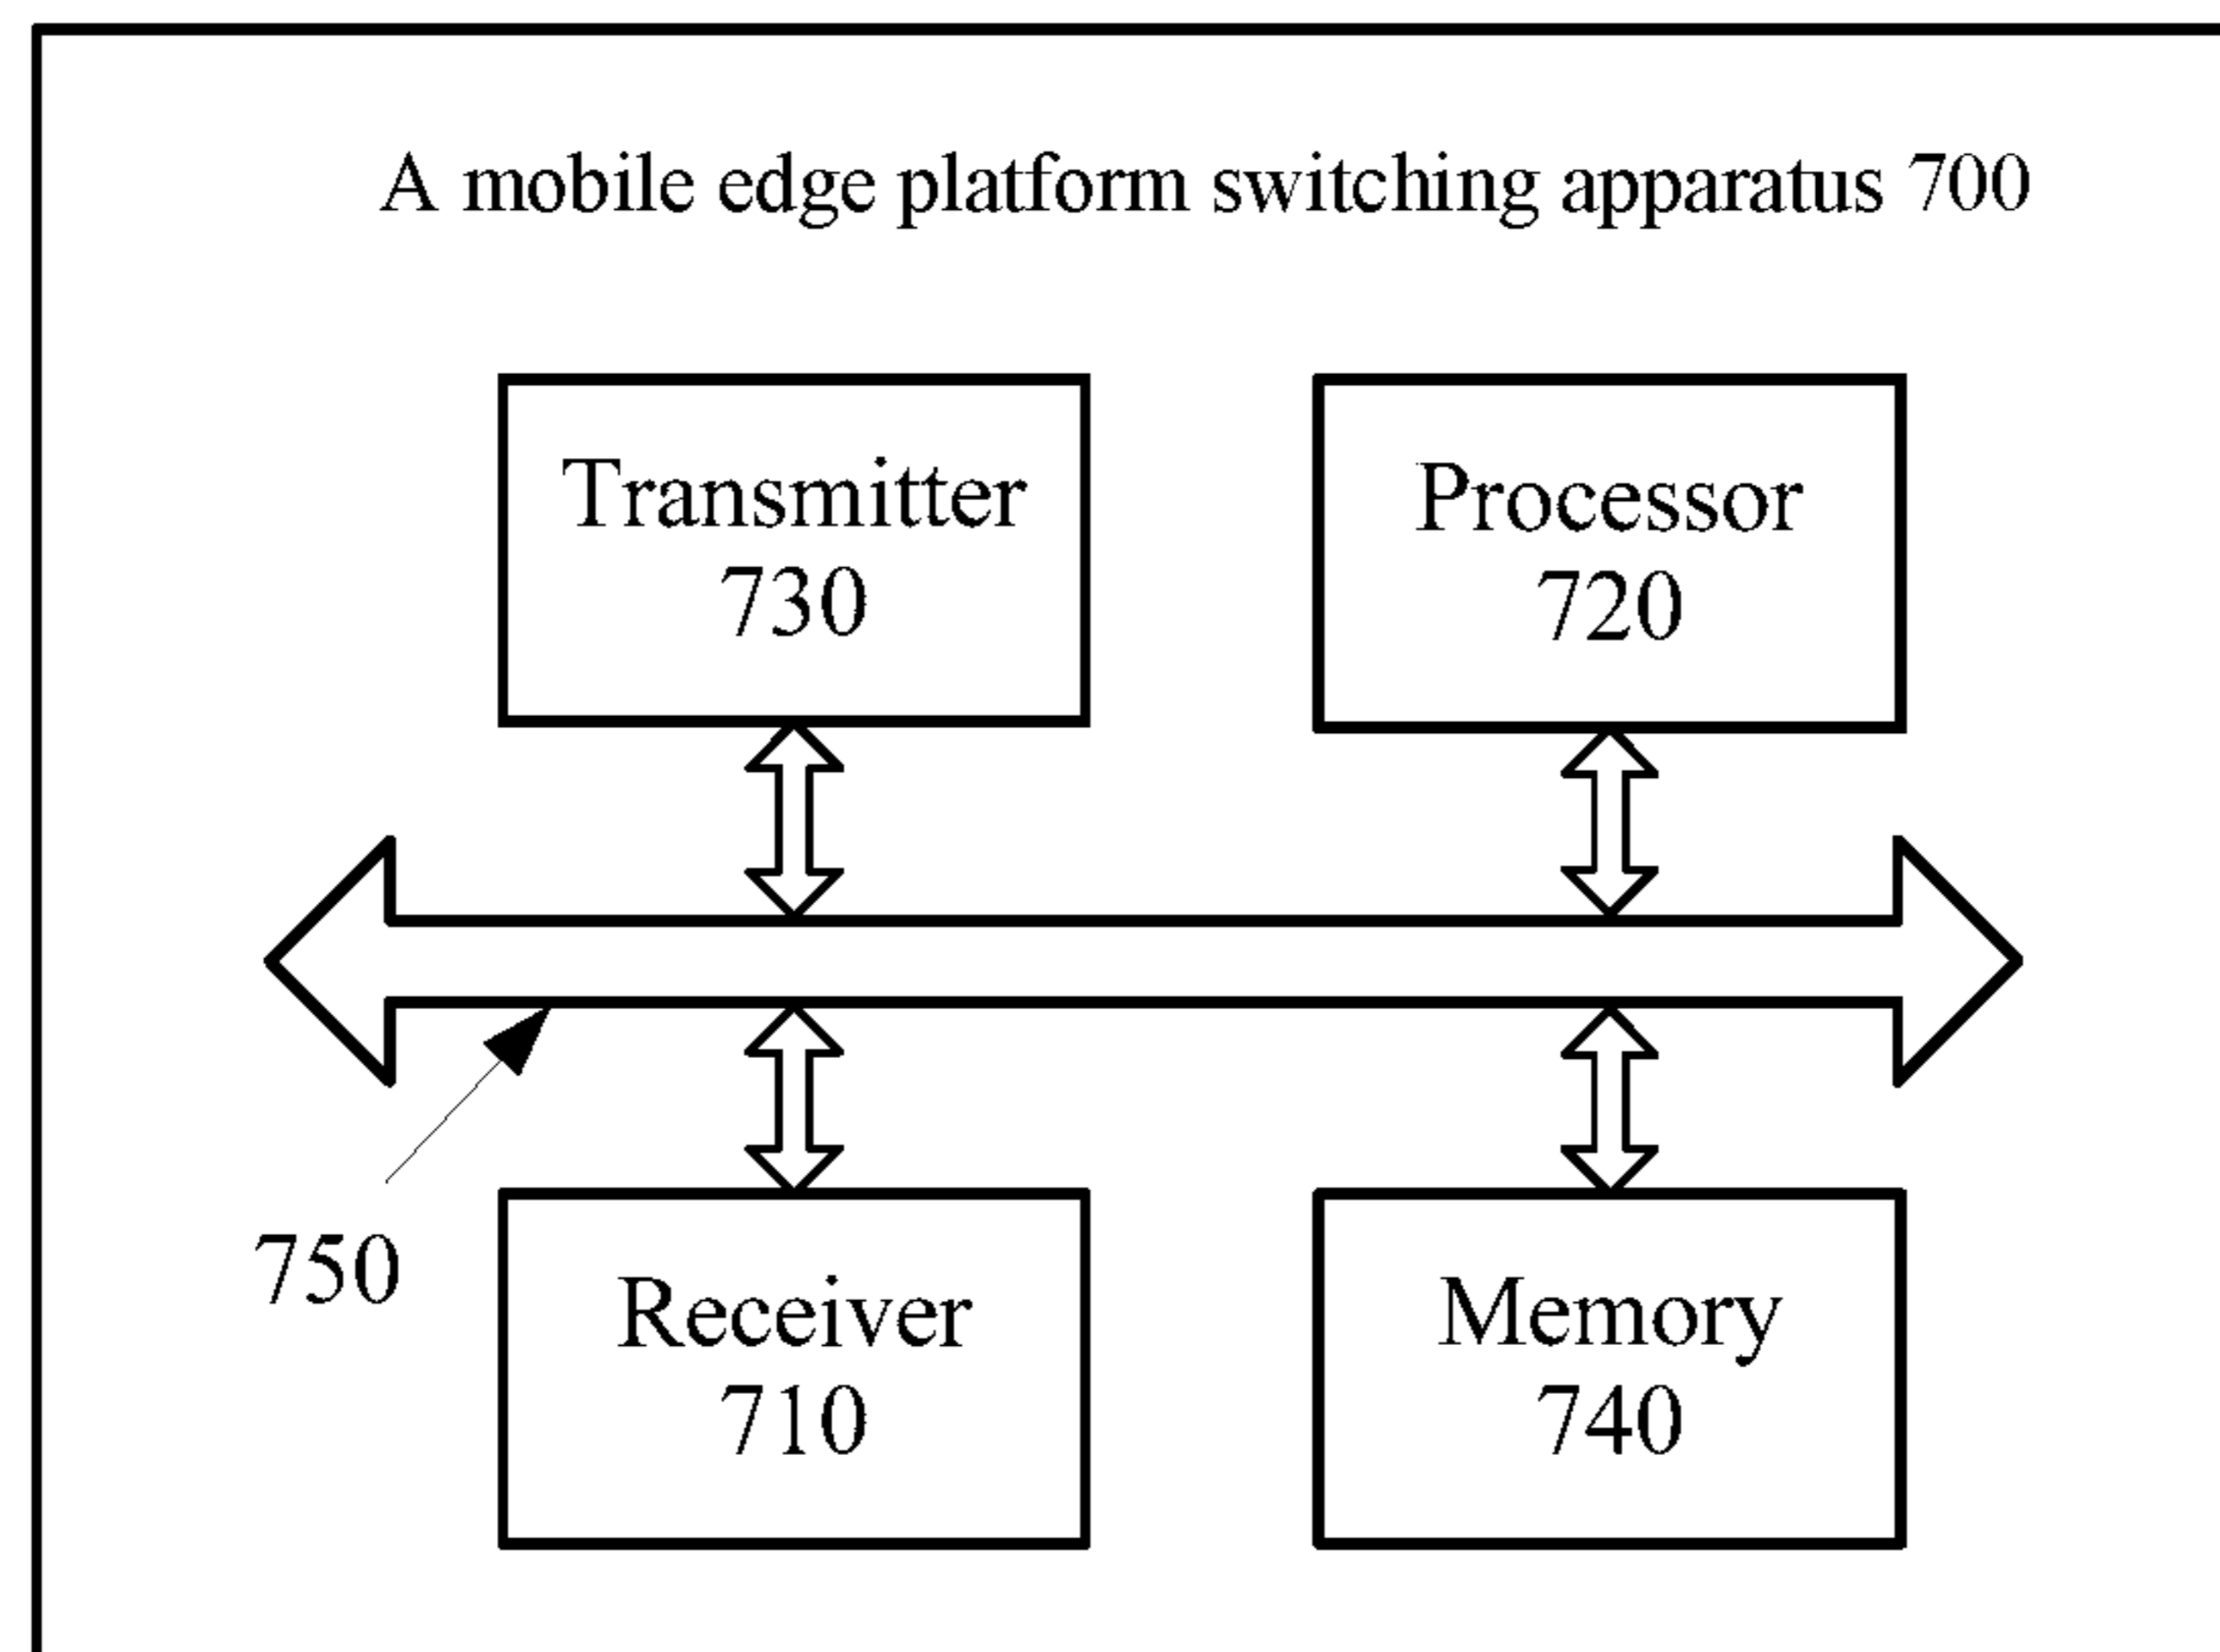 A mobile edge platform switching apparatus 700
Transmitter
730
Processor
720
750
Receiver
710
Memory
740